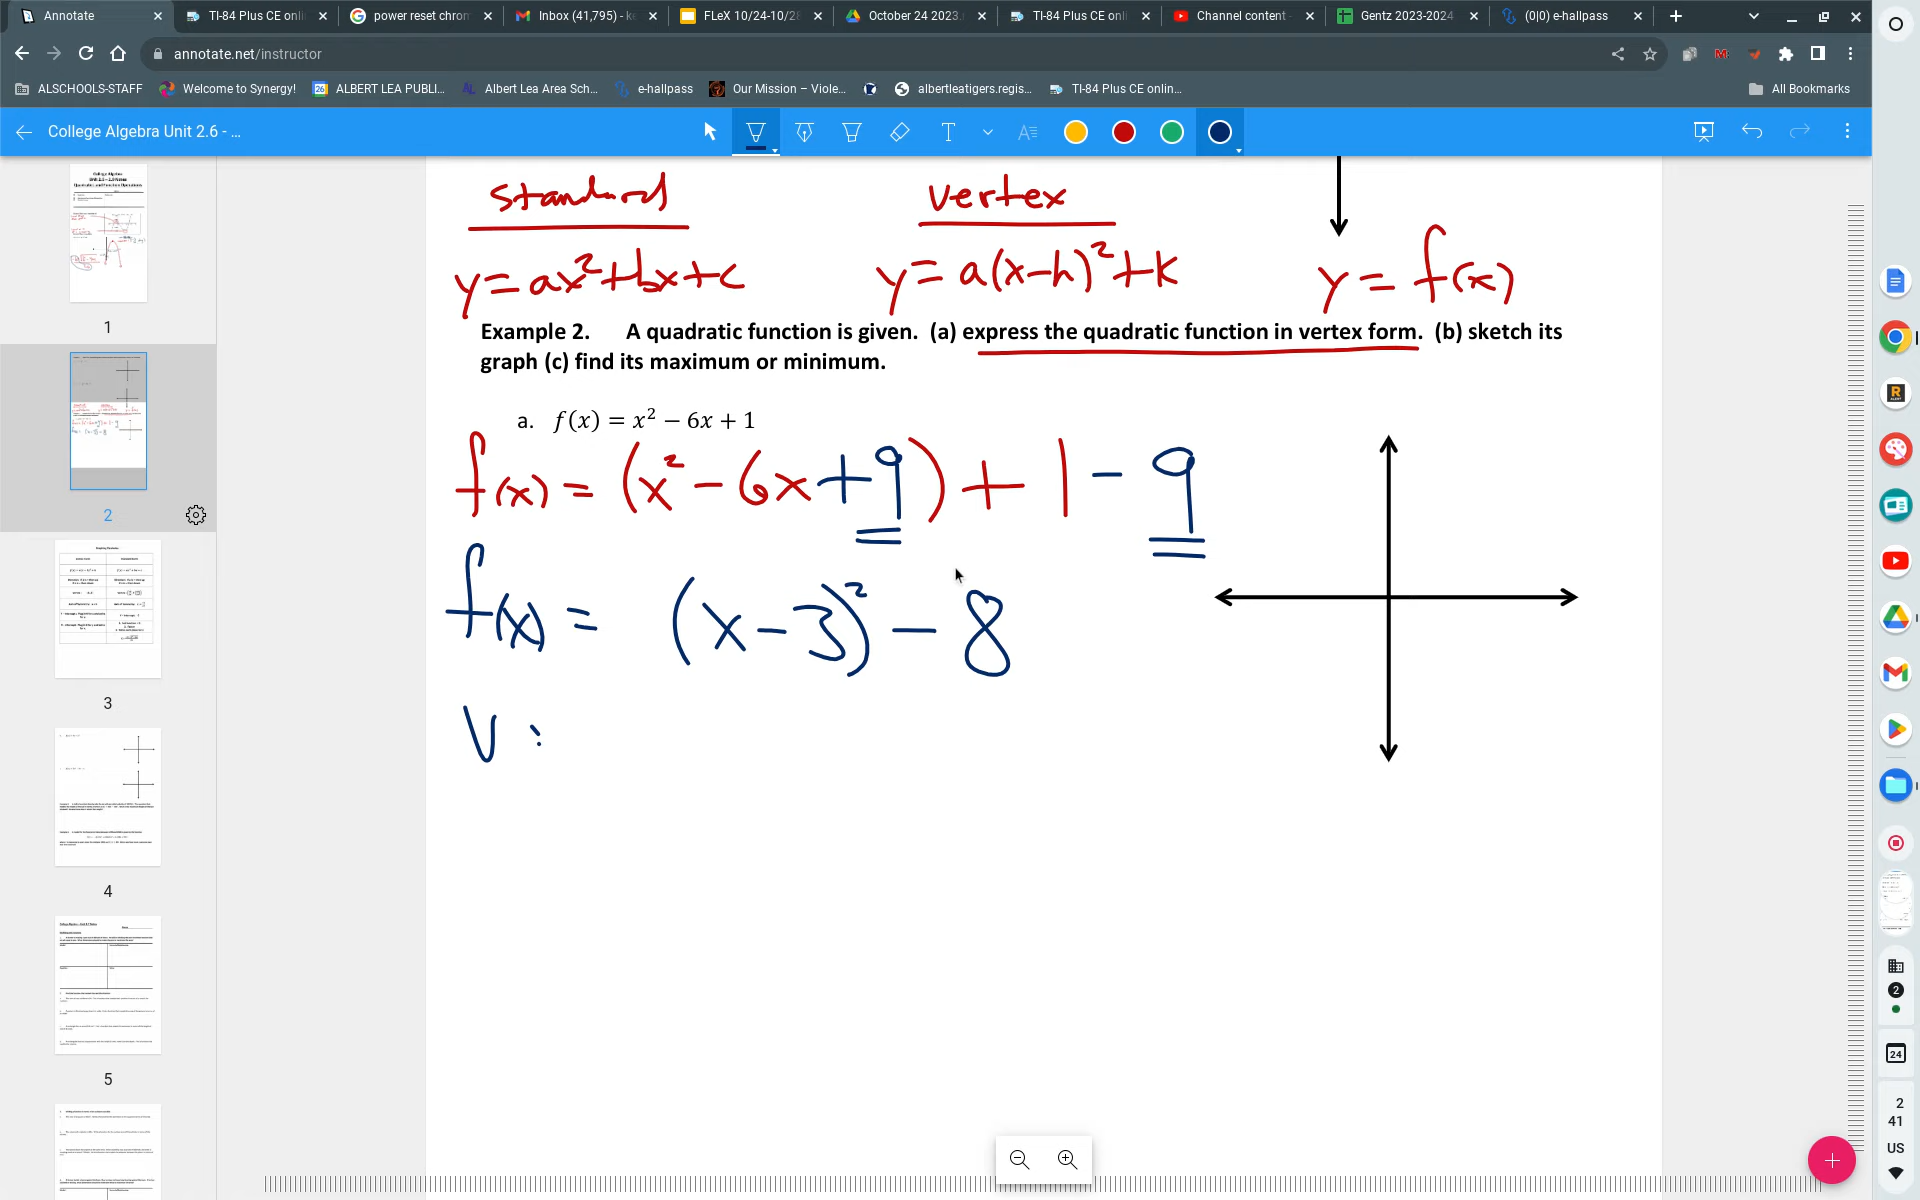 Annotate
TI-84 Plus CE onli
power reset chron
Inbox (41,795) - k
FLeX 10/24-10/28
October 24 2023.
TI-84 Plus CE onl
Channel content -
Gentz 2023-2024
(0|0) e-hallpass
annotate.net/instructor
ALSCHOOLS-STAFF
Welcome to Synergy!
ALBERT LEA PUBLI...
Albert Lea Area Sch...
e-hallpass
Our Mission – Viole...
albertleatigers.regis...
TI-84 Plus CE onlin...
All Bookmarks
College Algebra Unit 2.6 - ...
standard
vertex
y = ax² + bx + c
y = a(x-h)² + k
y = f(x)
Example 2. A quadratic function is given. (a) express the quadratic function in vertex form. (b) sketch its
graph (c) find its maximum or minimum.
a. f(x) = x² − 6x + 1
f(x) = (x² - 6x + 9) + 1 - 9
f(x) = (x - 3)² - 8
V :
1
2
3
4
5
24
2
2
41
US